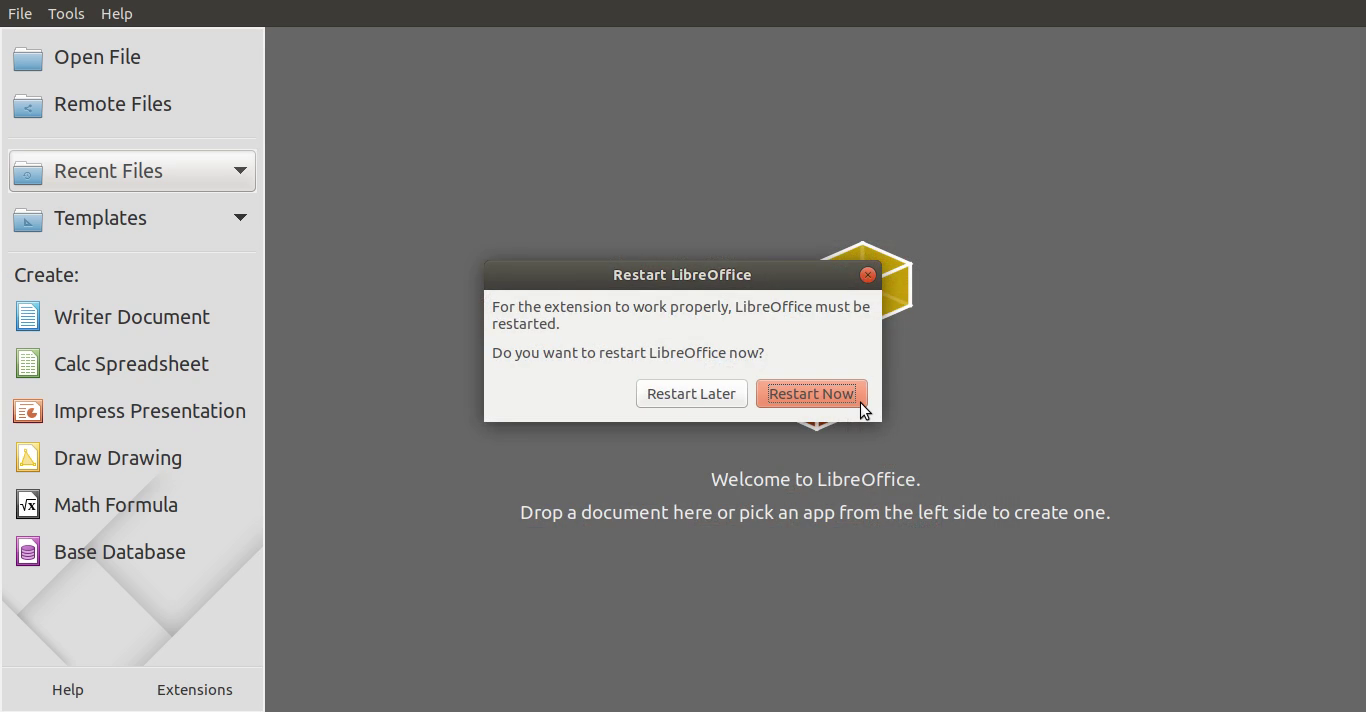 File Tools Help
Open File
Remote Files
Recent Files
Templates
Create:
Writer Document
Calc Spreadsheet
Impress Presentation
Draw Drawing
Math Formula
Base Database
Help Extensions
Restart LibreOffice
For the extension to work properly, LibreOffice must be
restarted.
Do you want to restart LibreOffice now?
Restart Later Restart Now
Welcome to LibreOffice.
Drop a document here or pick an app from the left side to create one.